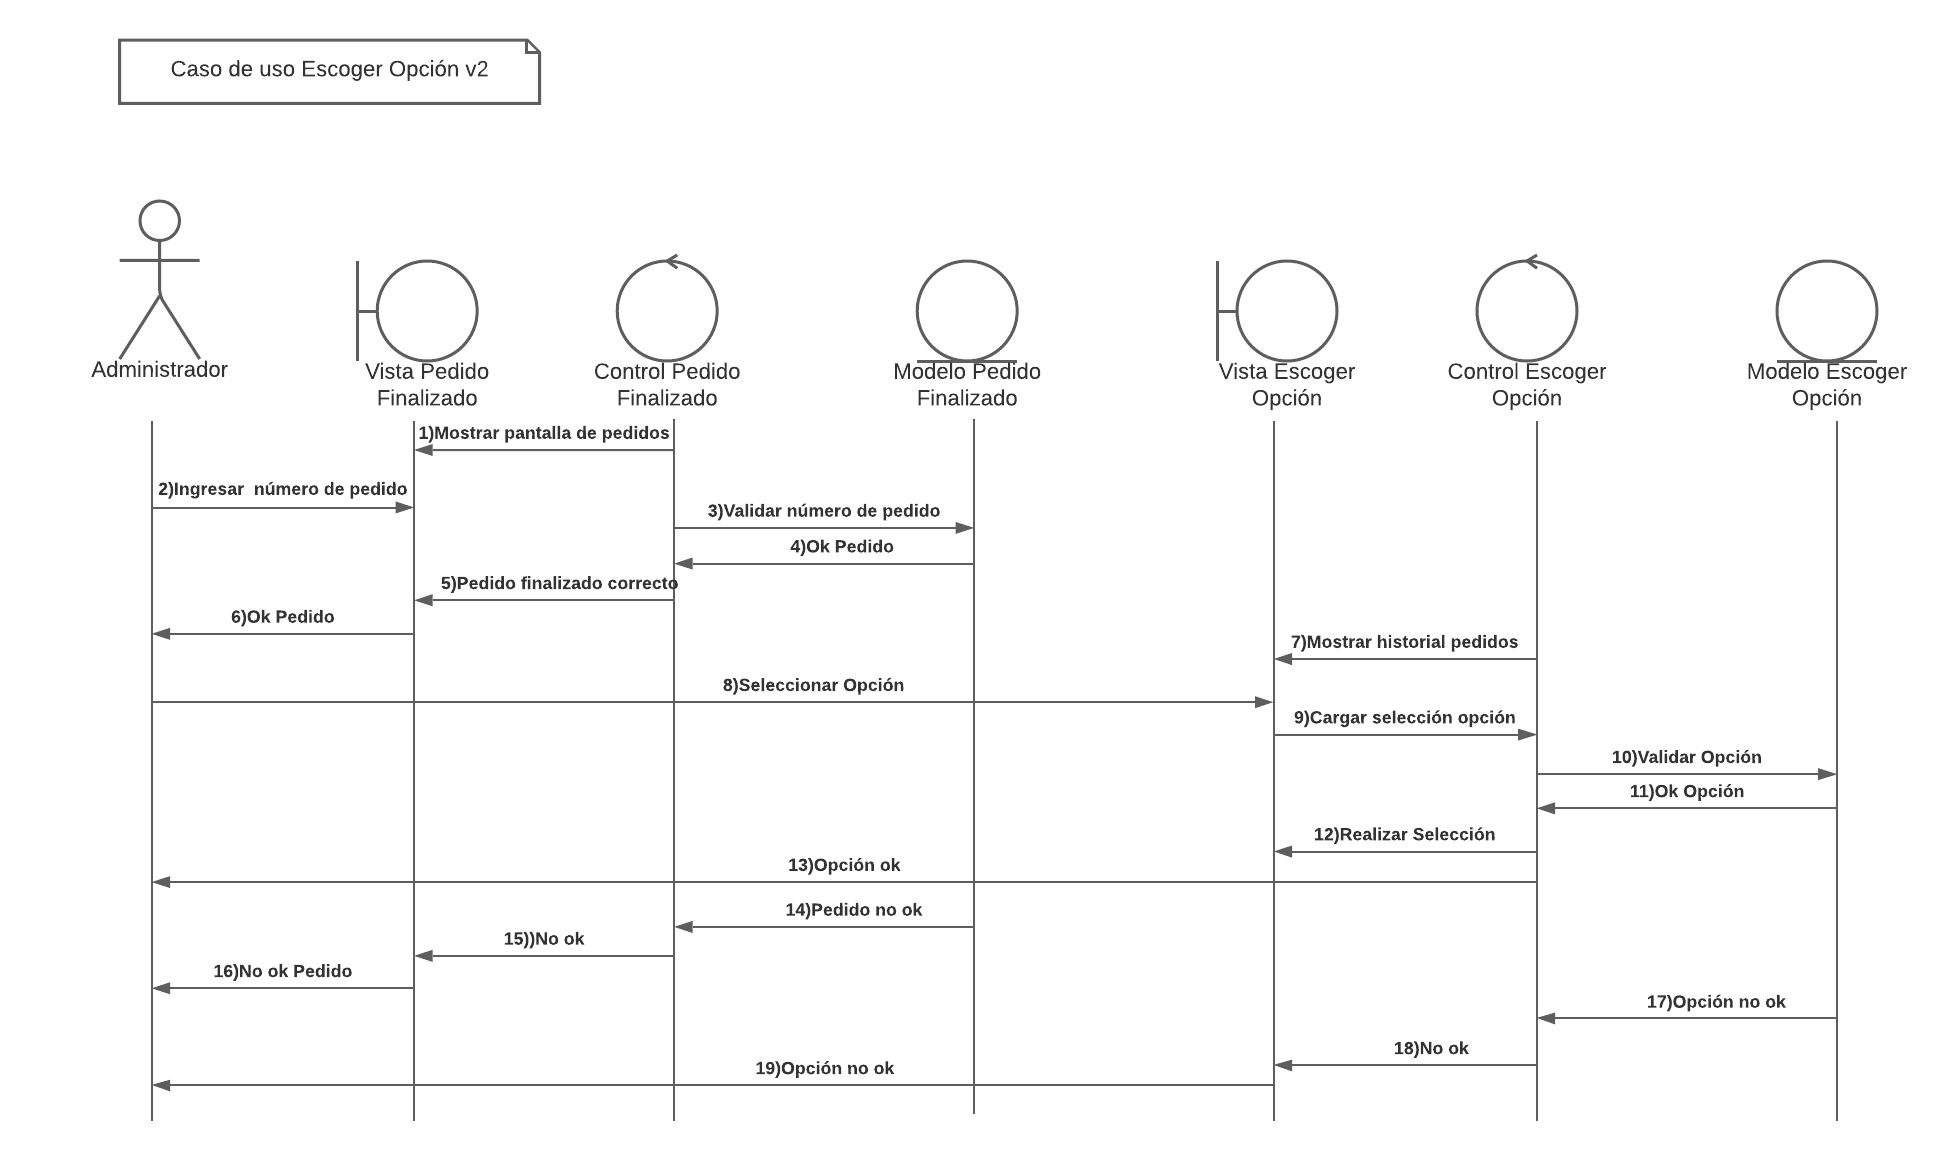 Caso de uso Escoger Opción v2
Administrador
Vista Pedido
Finalizado
Control Pedido
Finalizado
Modelo Pedido
Finalizado
Vista Escoger
Opción
Control Escoger
Opción
Modelo Escoger
Opción
1)Mostrar pantalla de pedidos
2)Ingresar  número de pedido
3)Validar número de pedido
4)Ok Pedido
5)Pedido finalizado correcto
6)Ok Pedido
7)Mostrar historial pedidos
8)Seleccionar Opción
9)Cargar selección opción
10)Validar Opción
11)Ok Opción
12)Realizar Selección
13)Opción ok
14)Pedido no ok
15))No ok
16)No ok Pedido
17)Opción no ok
18)No ok
19)Opción no ok